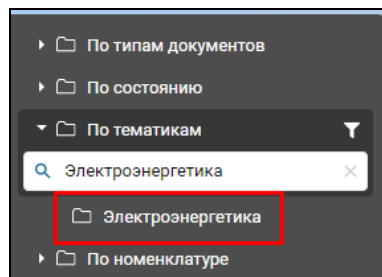 По типам документов
По состоянию
По тематикам
Электроэнергетика
Электроэнергетика
По номенклатуре